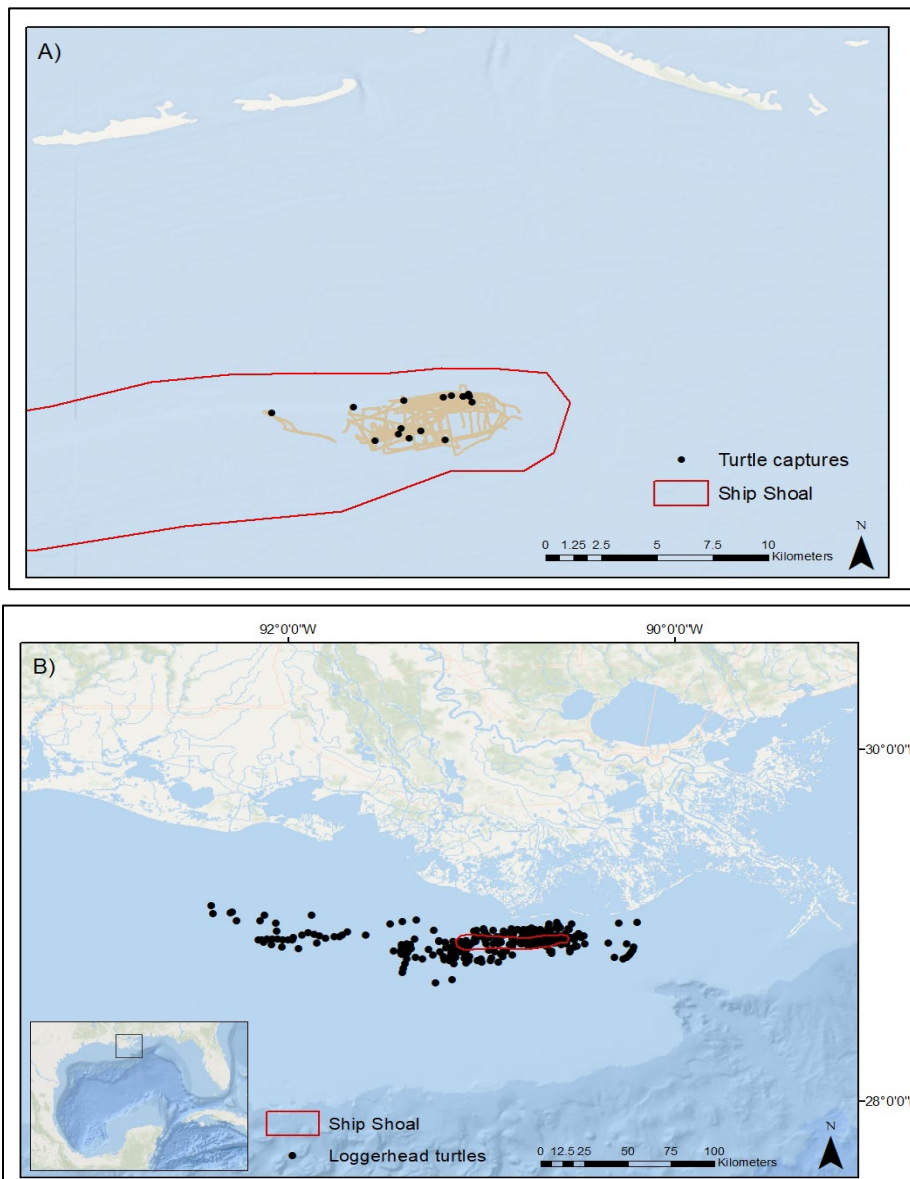 A)
Turtle captures
Ship Shoal
N
0 1.25 2.5 5 7.5 10
Kilometers
92°0'0"W 90°0'0"W
B)
30°0'0"
28°0'0"
Ship Shoal
Loggerhead turtles
N
0 12.5 25 50 75 100
Kilometers